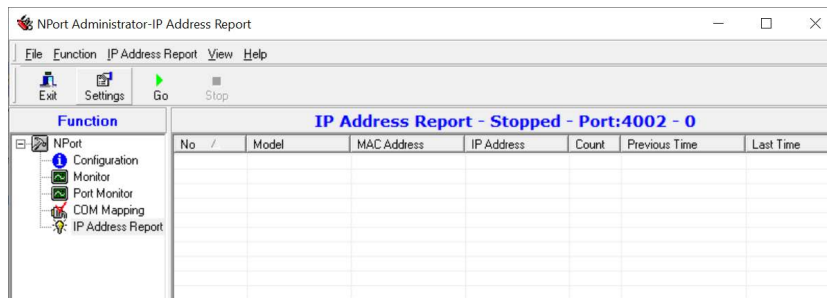 NPort Administrator-IP Address Report
File Function IP Address Report View Help
Exit Settings Go Stop
Function
IP Address Report - Stopped - Port:4002 - 0
NPort
Configuration
Monitor
Port Monitor
COM Mapping
IP Address Report
No / Model MAC Address IP Address Count Previous Time Last Time